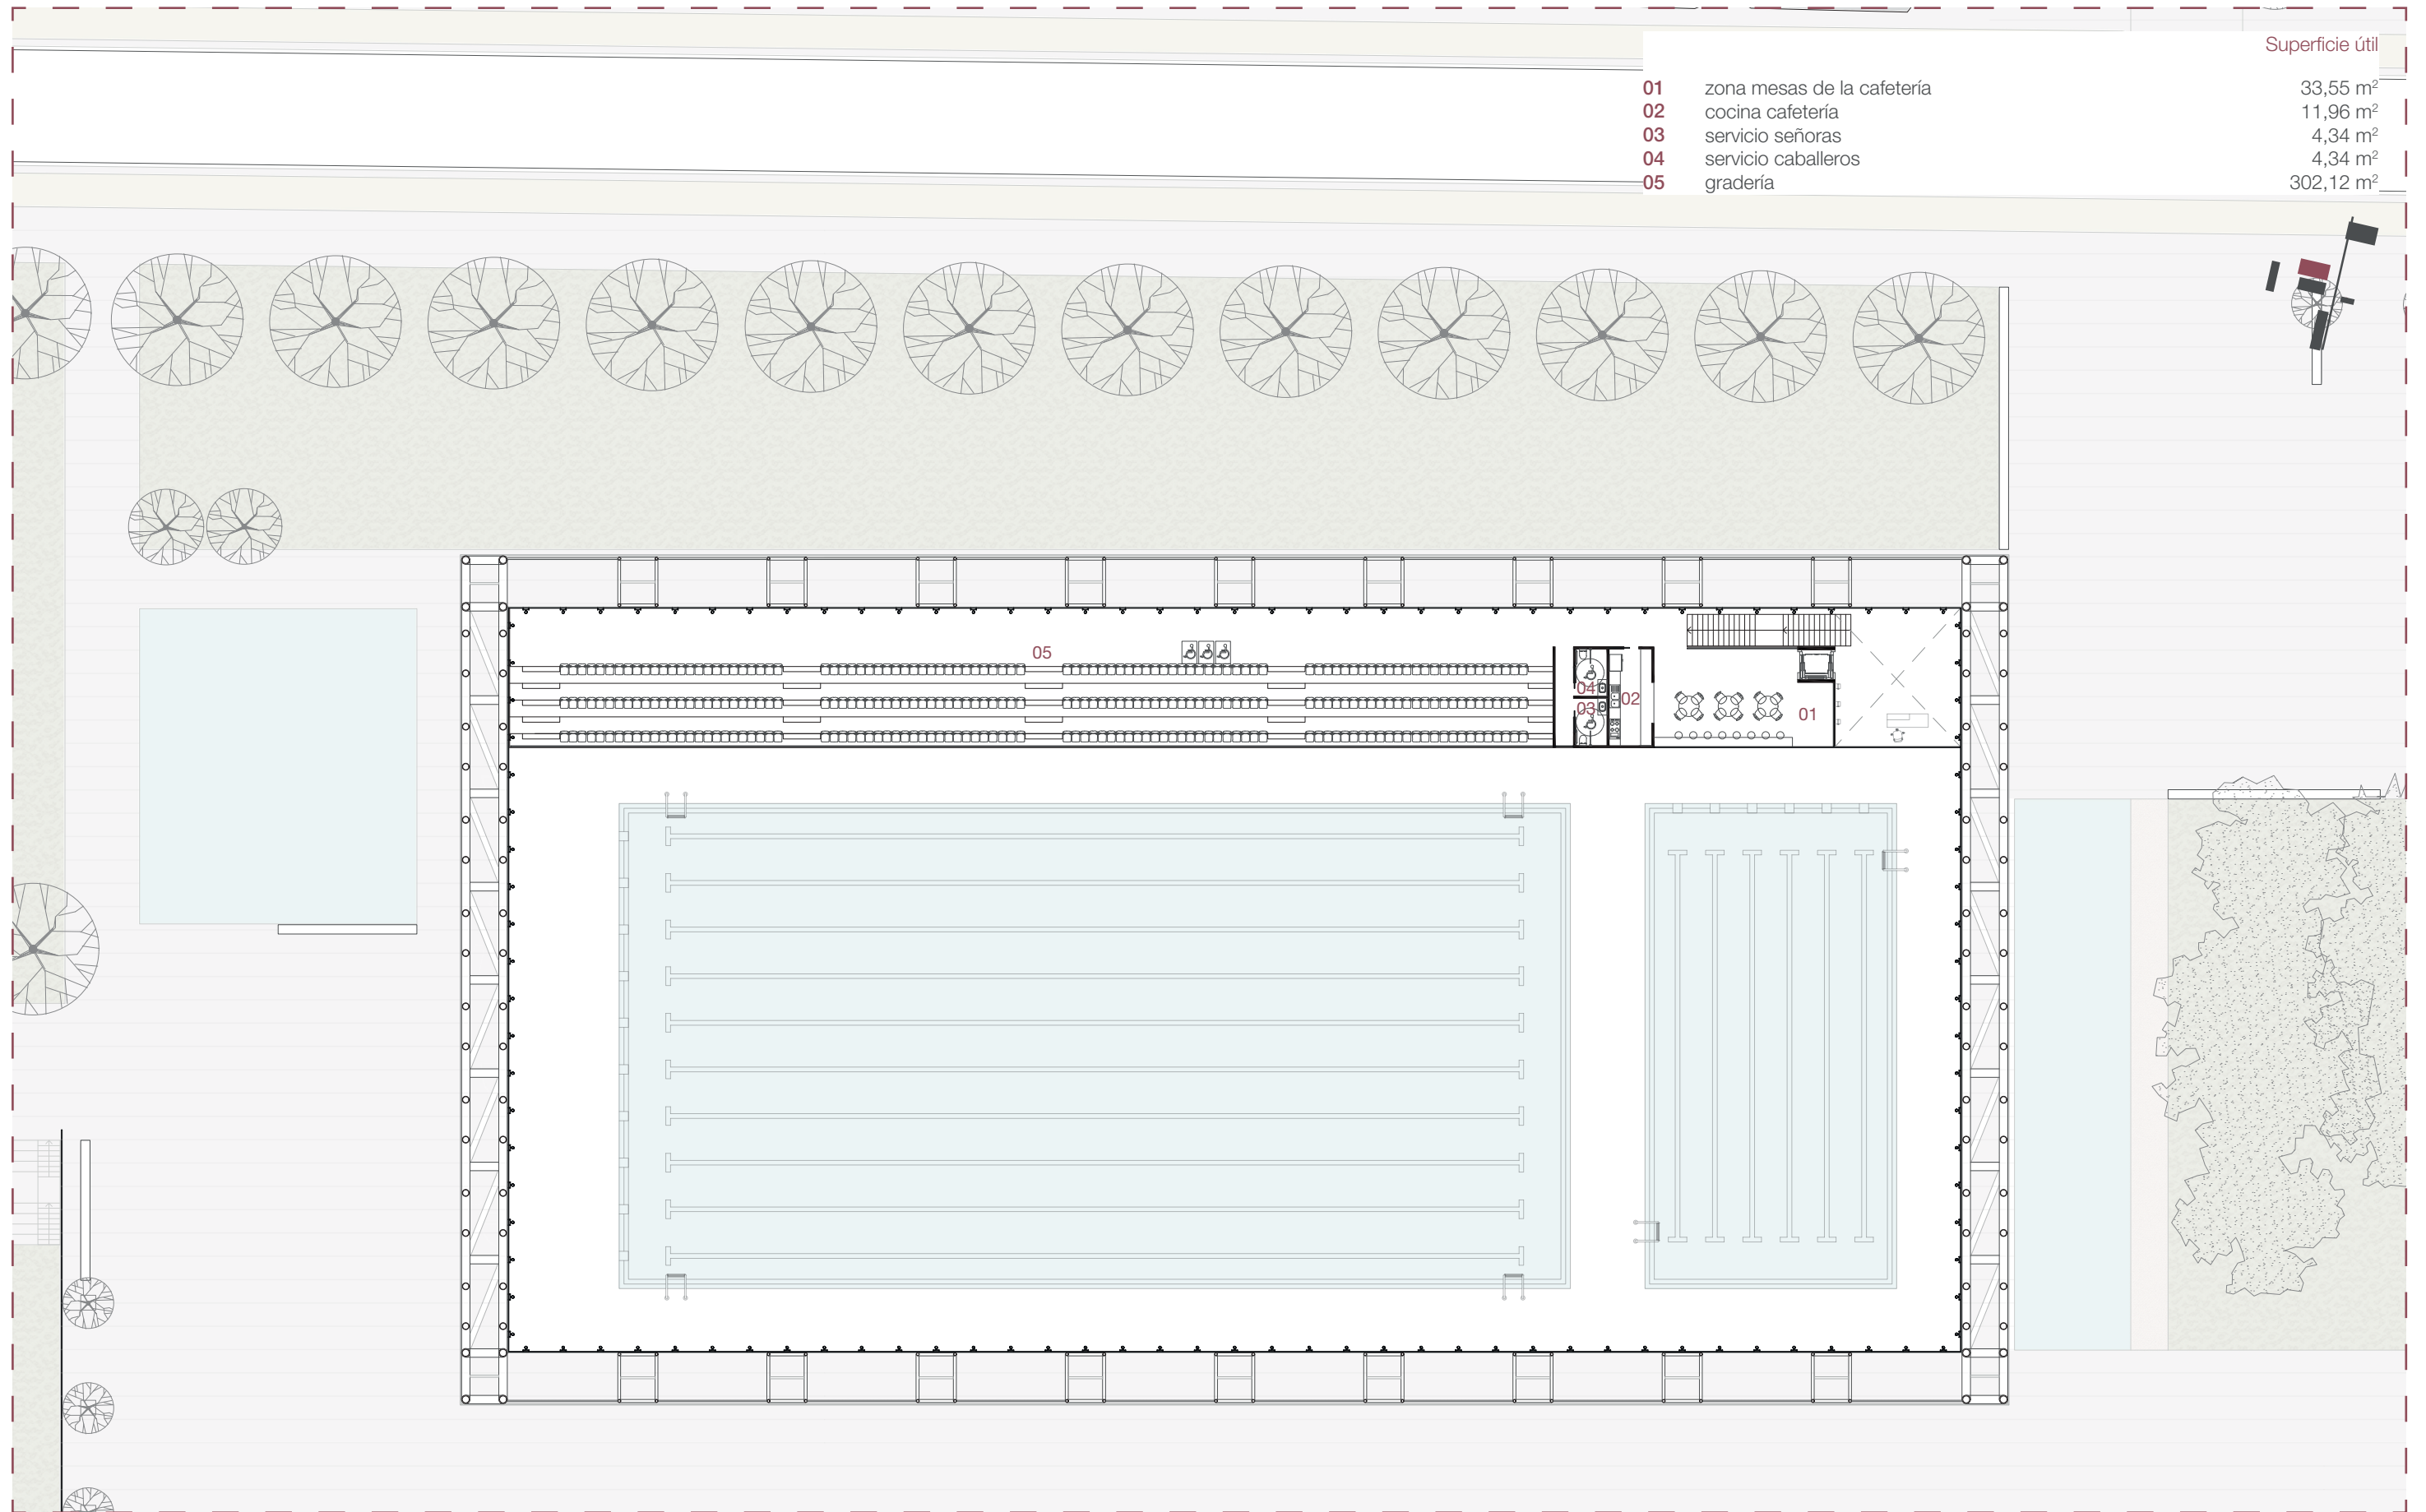 Superficie útil
01 zona mesas de la cafetería 33,55 m²
02 cocina cafetería 11,96 m²
03 servicio señoras 4,34 m²
04 servicio caballeros 4,34 m²
05 gradería 302,12 m²
05
04
02
03
01